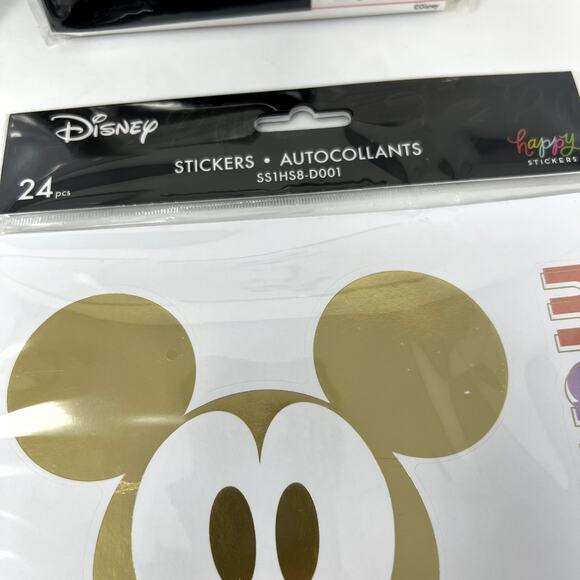 ©Disney
Disney
STICKERS • AUTOCOLLANTS
SS1HS8-D001
24 pcs
happy
STICKERS